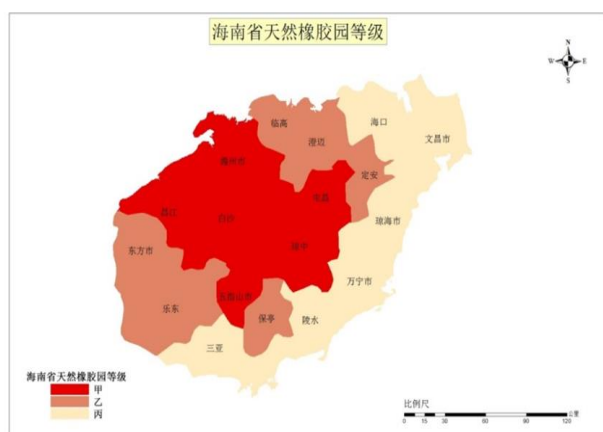 海南省天然橡胶园等级
N
W E
S
临高
海口
澄迈
文昌市
儋州市
定安
屯昌
昌江
白沙
琼海市
琼中
东方市
万宁市
五指山市
乐东
保亭
陵水
三亚
海南省天然橡胶园等级
甲
乙
丙
比例尺
公里
0 15 30 60 90 120